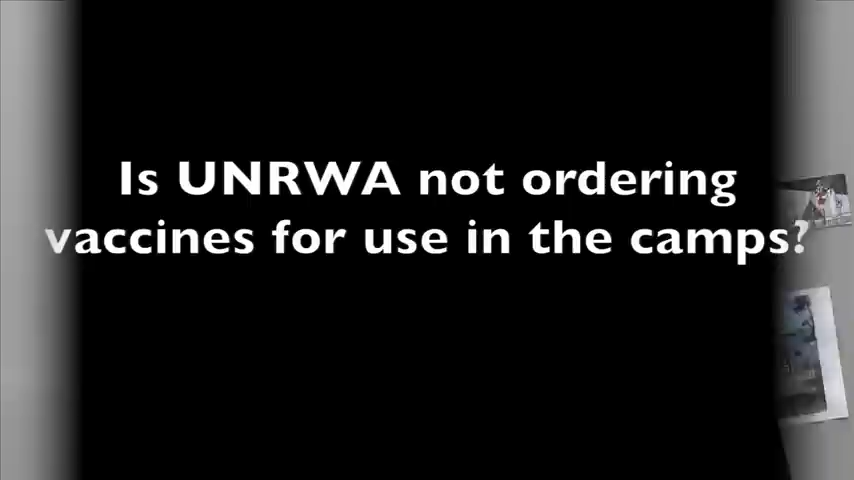 Is UNRWA not ordering
vaccines for use in the camps?